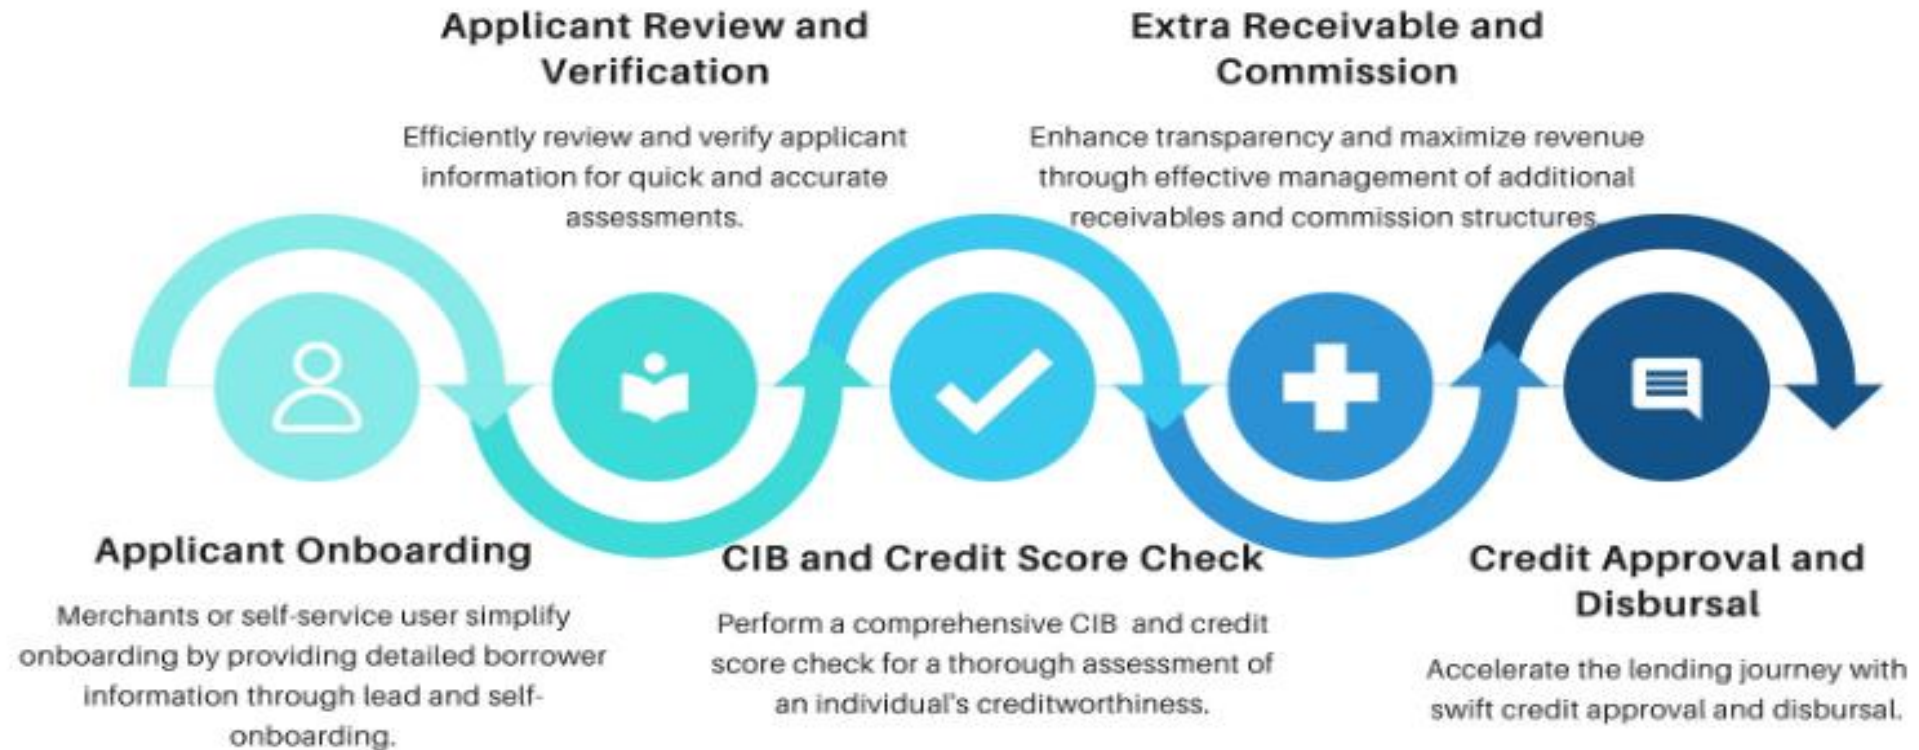 Applicant Review and
Verification
Efficiently review and verify applicant
information for quick and accurate
assessments.
Extra Receivable and
Commission
Enhance transparency and maximize revenue
through effective management of additional
receivables and commission structures.
Applicant Onboarding
Merchants or self-service user simplify
onboarding by providing detailed borrower
information through lead and self-
onboarding.
CIB and Credit Score Check
Perform a comprehensive CIB and credit
score check for a thorough assessment of
an individual's creditworthiness.
Credit Approval and
Disbursal
Accelerate the lending journey with
swift credit approval and disbursal.